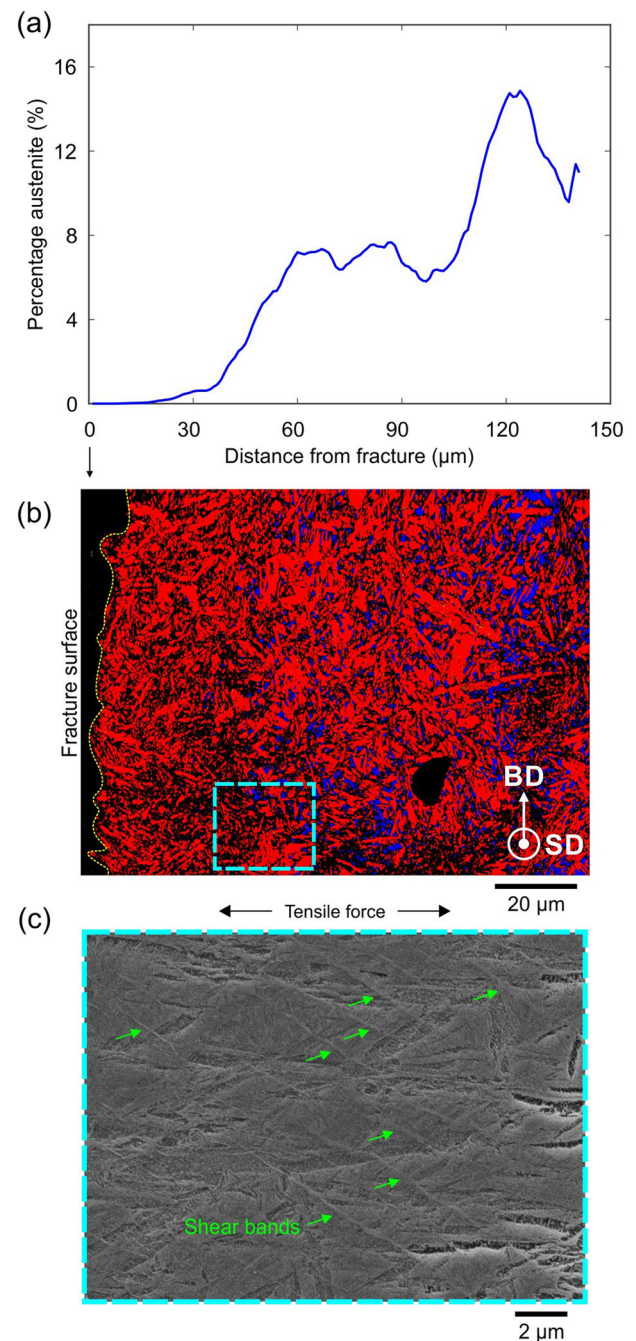 (a)
16
12
8
4
0
Percentage austenite (%)
0 30 60 90 120 150
Distance from fracture (μm)
(b)
Fracture surface
BD
SD
20 μm
Tensile force
(c)
Shear bands
2 μm